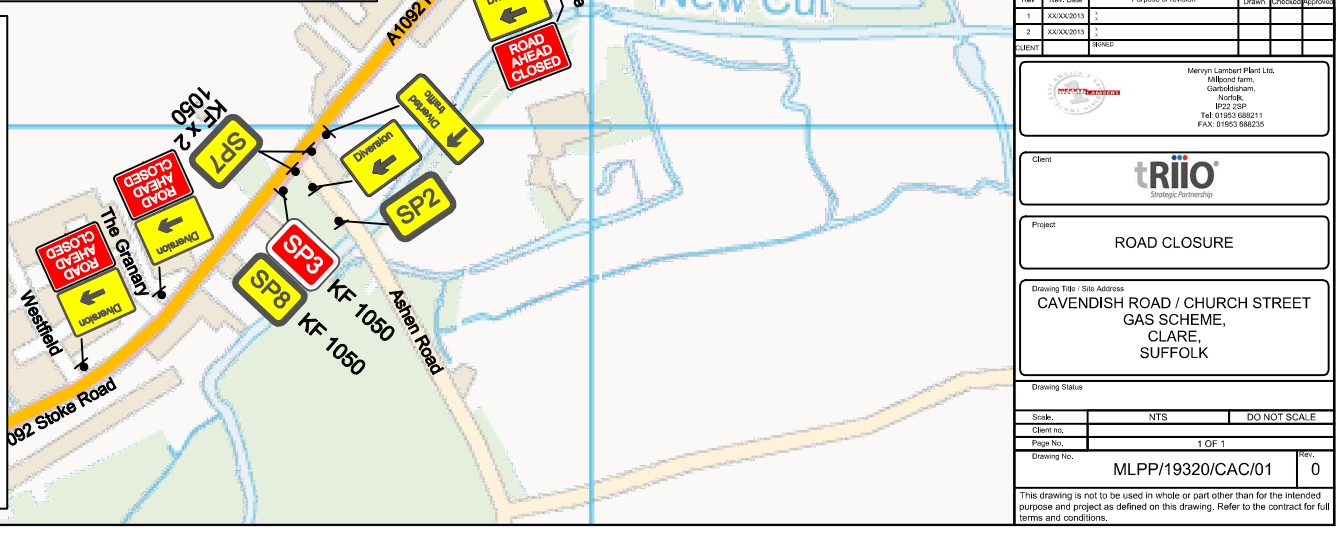 A1092
New Cut
Diversion
ROAD
AHEAD
CLOSED
Diverted
traffic
KF x 2
1050
SP7
Diversion
SP2
ROAD
AHEAD
CLOSED
Diversion
The Granary
ROAD
AHEAD
CLOSED
Diversion
Westfield
SP3
KF 1050
SP8
KF 1050
Ashen Road
092 Stoke Road
Rev. Rev. Date Purpose of revision Drawn Checked Approved
1 XX/XX/2013 x
x
2 XX/XX/2013 x
x
CLIENT SIGNED
MERVYN LAMBERT
Mervyn Lambert Plant Ltd.
Millpond farm,
Garboldisham,
Norfolk,
IP22 2SP
Tel: 01953 688211
FAX: 01953 688235
Client
tRIIO
Strategic Partnership
Project
ROAD CLOSURE
Drawing Title / Site Address
CAVENDISH ROAD / CHURCH STREET
GAS SCHEME,
CLARE,
SUFFOLK
Drawing Status
Scale. NTS DO NOT SCALE
Client no.
Page No. 1 OF 1
Drawing No. Rev.
MLPP/19320/CAC/01 0
This drawing is not to be used in whole or part other than for the intended
purpose and project as defined on this drawing. Refer to the contract for full
terms and conditions.